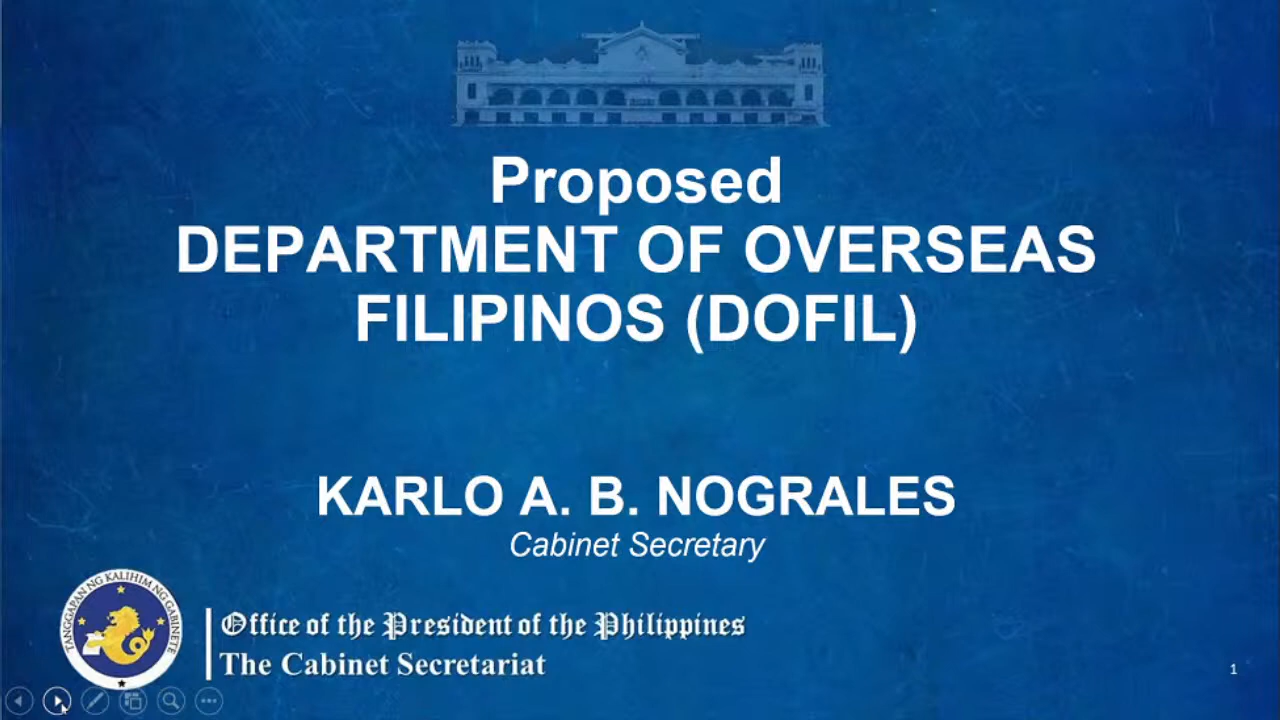 Proposed
DEPARTMENT OF OVERSEAS
FILIPINOS (DOFIL)
KARLO A. B. NOGRALES
Cabinet Secretary
TANGGAPAN NG KALIHIM NG GABINETE
Office of the President of the Philippines
The Cabinet Secretariat
1